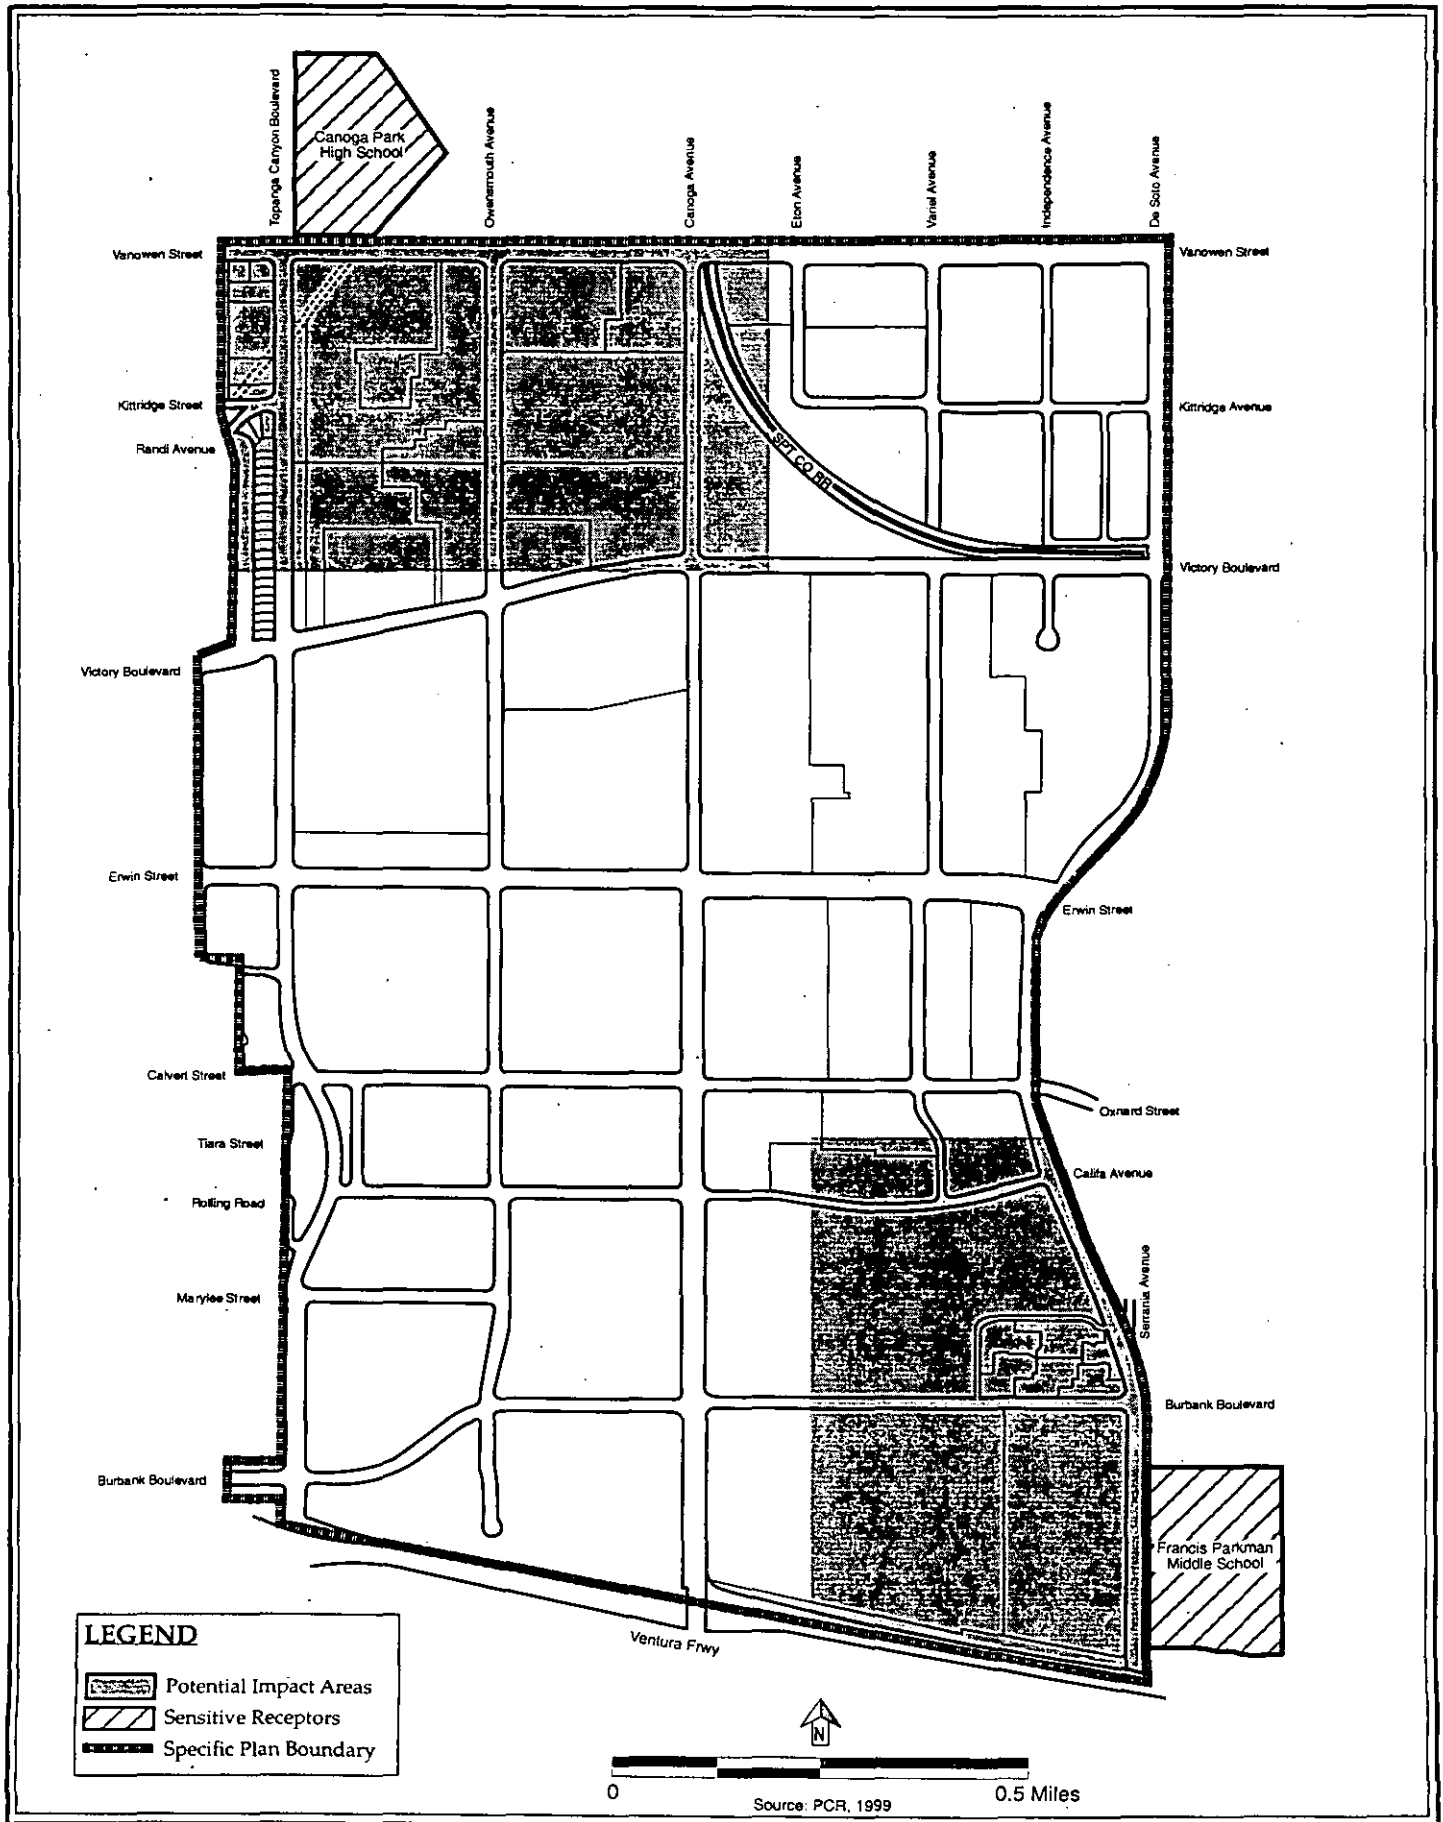 Topanga Canyon Boulevard
Canoga Park
High School
Owensmouth Avenue
Canoga Avenue
Eton Avenue
Variel Avenue
Independence Avenue
De Soto Avenue
Vanowen Street
Vanowen Street
Kittridge Street
Kittridge Avenue
Randi Avenue
SPT CO RR
Victory Boulevard
Victory Boulevard
Erwin Street
Erwin Street
Calvert Street
Oxnard Street
Tiara Street
Califa Avenue
Rolling Road
Serrania Avenue
Marylee Street
Burbank Boulevard
Burbank Boulevard
Francis Parkman
Middle School
Ventura Frwy
LEGEND
Potential Impact Areas
Sensitive Receptors
Specific Plan Boundary
N
0
0.5 Miles
Source: PCR, 1999